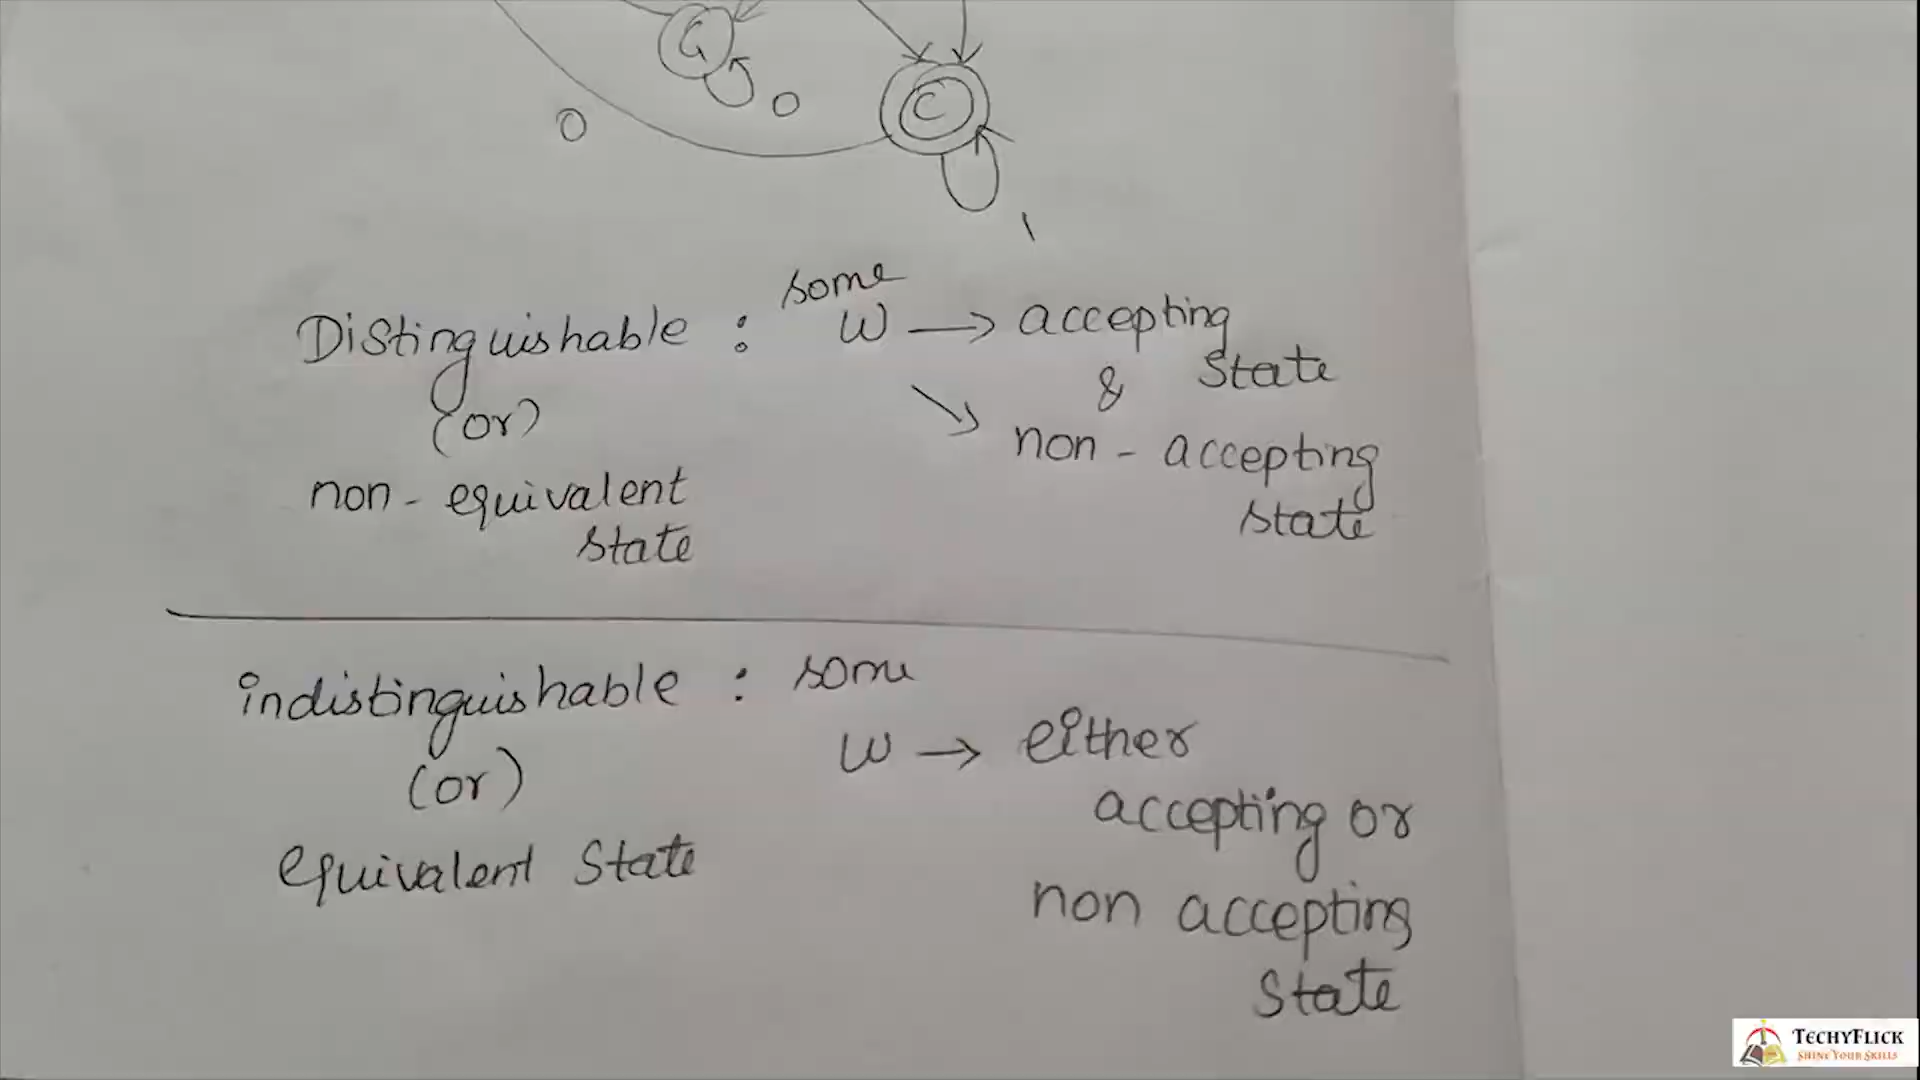 G
0
0
C
1
some
Distinguishable : w → accepting
& state
(or)
non - accepting
non - equivalent
state
state
indistinguishable : some
w → either
(or)
accepting or
equivalent state
non accepting
state
TECHYFLICK
SHINE YOUR SKILLS